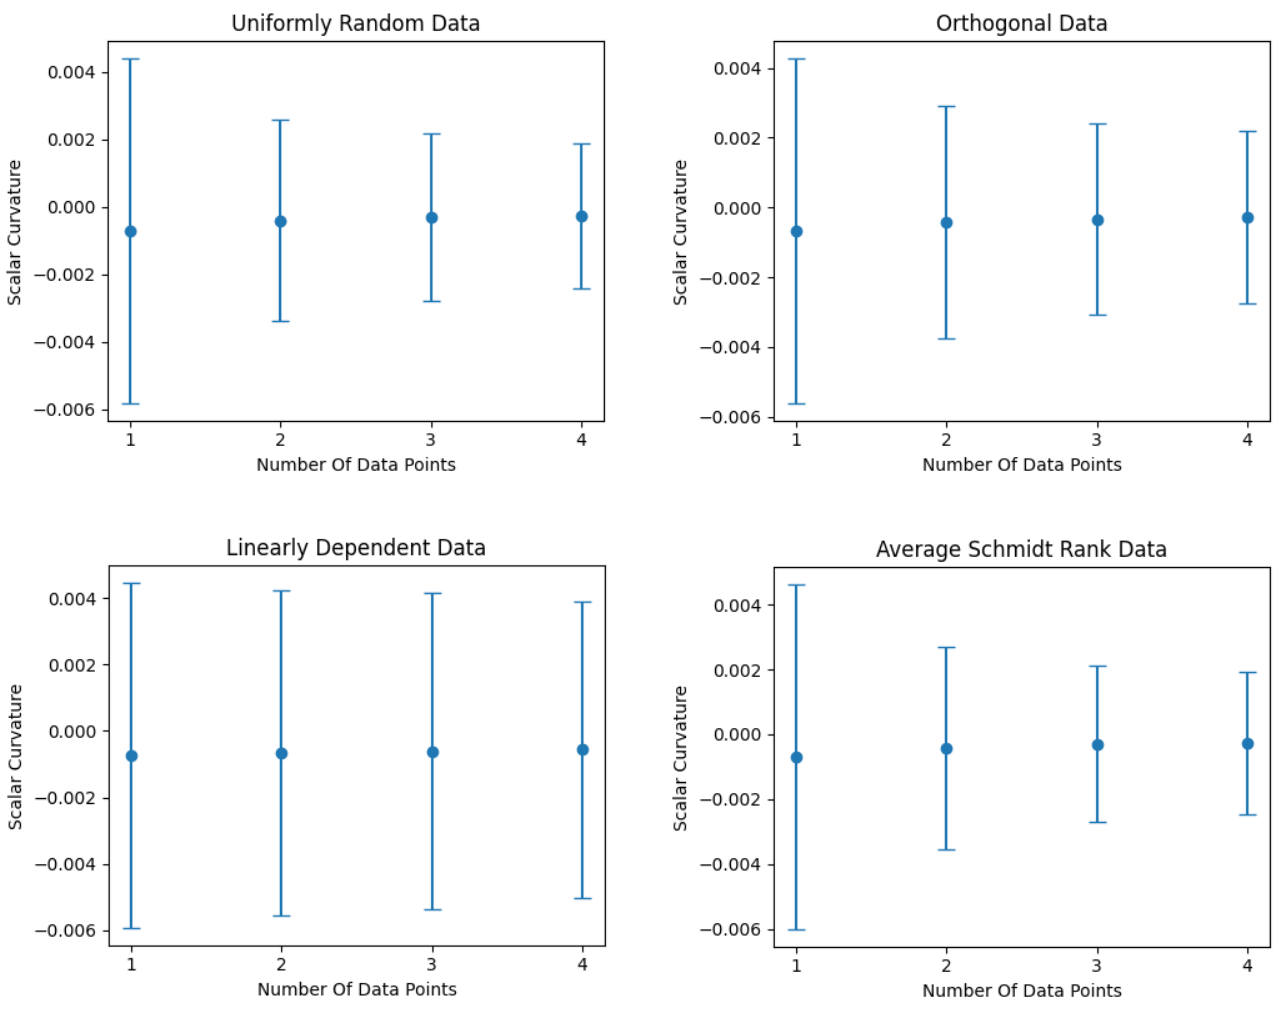 Uniformly Random Data
Scalar Curvature
0.004
0.002
0.000
−0.002
−0.004
−0.006
1 2 3 4
Number Of Data Points
Orthogonal Data
Scalar Curvature
0.004
0.002
0.000
−0.002
−0.004
−0.006
1 2 3 4
Number Of Data Points
Linearly Dependent Data
Scalar Curvature
0.004
0.002
0.000
−0.002
−0.004
−0.006
1 2 3 4
Number Of Data Points
Average Schmidt Rank Data
Scalar Curvature
0.004
0.002
0.000
−0.002
−0.004
−0.006
1 2 3 4
Number Of Data Points